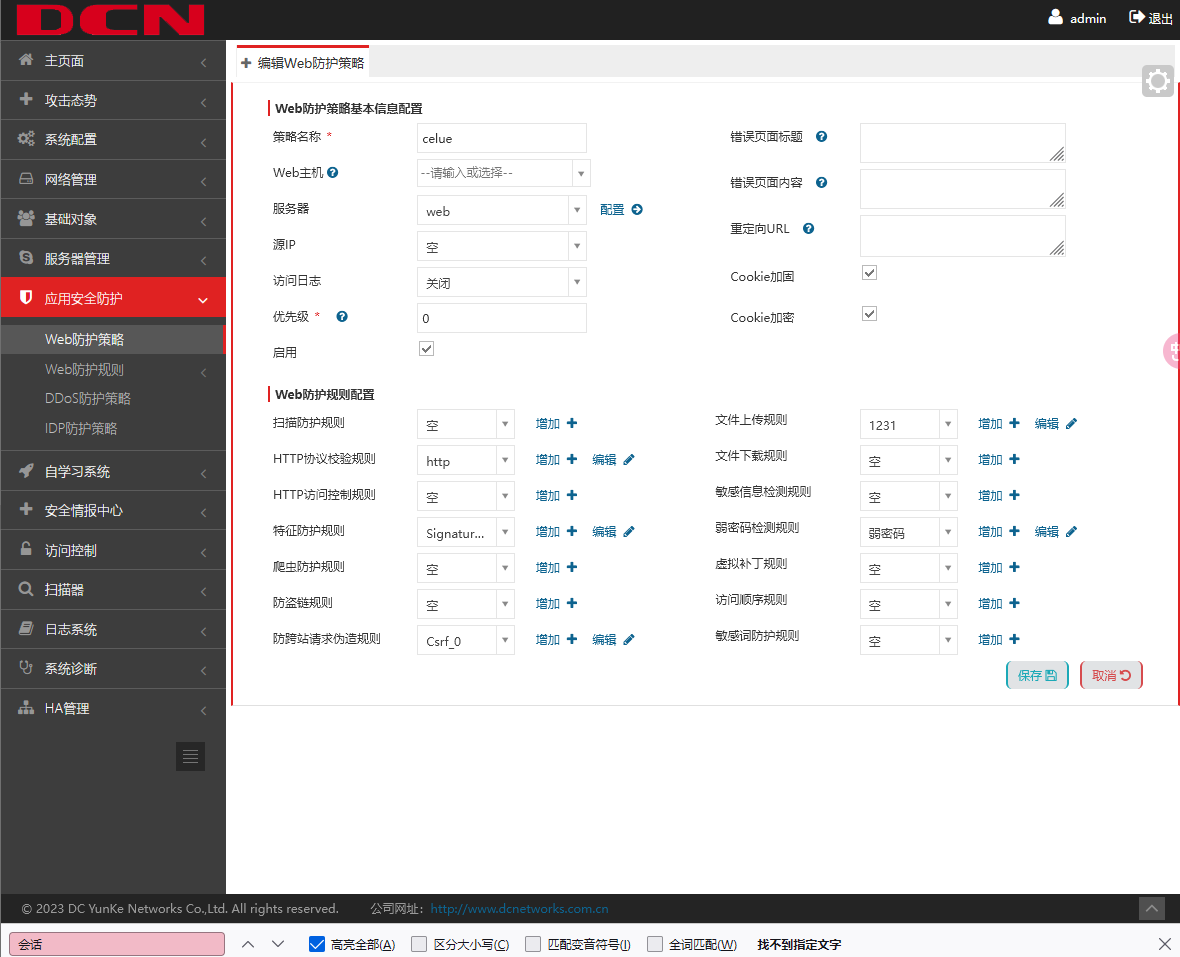 DCN
admin 退出
主页面
攻击态势
系统配置
网络管理
基础对象
服务器管理
应用安全防护
Web防护策略
Web防护规则
DDoS防护策略
IDP防护策略
自学习系统
安全情报中心
访问控制
扫描器
日志系统
系统诊断
HA管理
编辑Web防护策略
Web防护策略基本信息配置
策略名称 * celue
Web主机 --请输入或选择--
服务器 web 配置
源IP 空
访问日志 关闭
优先级 * 0
启用
错误页面标题
错误页面内容
重定向URL
Cookie加固
Cookie加密
Web防护规则配置
扫描防护规则 空 增加
HTTP协议校验规则 http 增加 编辑
HTTP访问控制规则 空 增加
特征防护规则 Signatur... 增加 编辑
爬虫防护规则 空 增加
防盗链规则 空 增加
防跨站请求伪造规则 Csrf_0 增加 编辑
文件上传规则 1231 增加 编辑
文件下载规则 空 增加
敏感信息检测规则 空 增加
弱密码检测规则 弱密码 增加 编辑
虚拟补丁规则 空 增加
访问顺序规则 空 增加
敏感词防护规则 空 增加
保存 取消
© 2023 DC YunKe Networks Co.,Ltd. All rights reserved. 公司网址: http://www.dcnetworks.com.cn
会话 高亮全部(A) 区分大小写(C) 匹配变音符号(I) 全词匹配(W) 找不到指定文字